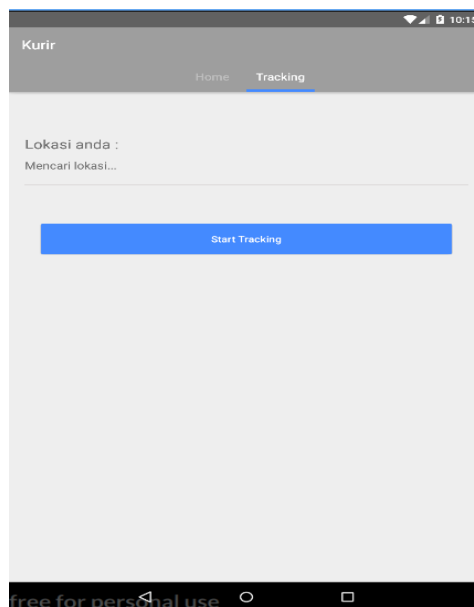 10:15
Kurir
Home Tracking
Lokasi anda :
Mencari lokasi...
Start Tracking
free for personal use